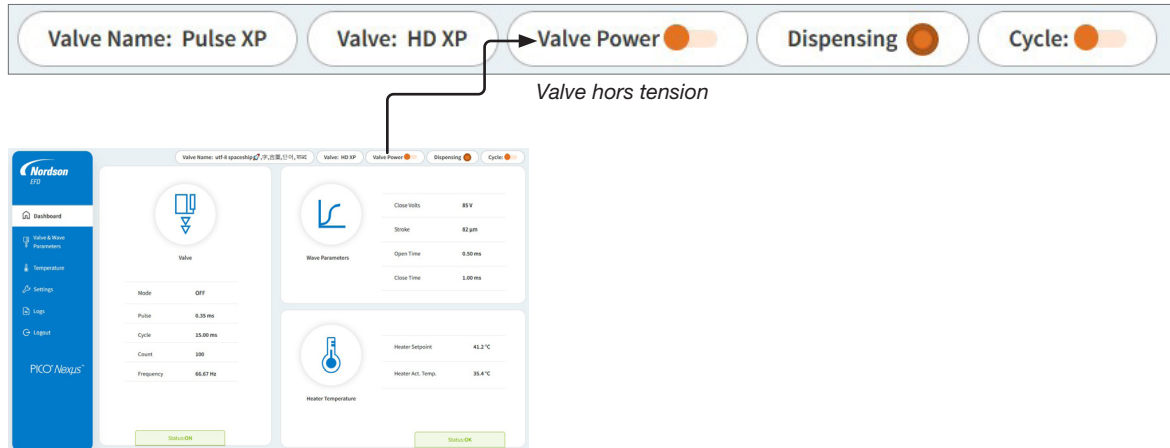 Valve Name: Pulse XP Valve: HD XP Valve Power Dispensing Cycle:
Valve hors tension
Valve Name: utf-8 spaceship Valve: HD XP Valve Power Dispensing Cycle:
Nordson
EFD
Dashboard
Valve & Wave
Parameters
Temperature
Settings
Logs
Logout
PICO Nexµs
Valve
Mode OFF
Pulse 0.35 ms
Cycle 15.00 ms
Count 100
Frequency 66.67 Hz
Status:ON
Wave Parameters
Close Volts 85 V
Stroke 82 µm
Open Time 0.50 ms
Close Time 1.00 ms
Heater Temperature
Heater Setpoint 41.2 °C
Heater Act. Temp. 35.4 °C
Status:OK